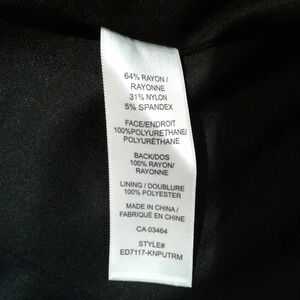 64% RAYON/
RAYONNE
31% NYLON
5% SPANDEX
FACE/ENDROIT
100%POLYURETHANE/
POLYURÉTHANE
BACK/DOS
100% RAYON/
RAYONNE
LINING / DOUBLURE
100% POLYESTER
MADE IN CHINA /
FABRIQUÉ EN CHINE
CA 03464
STYLE#
ED7117-KNPUTRM